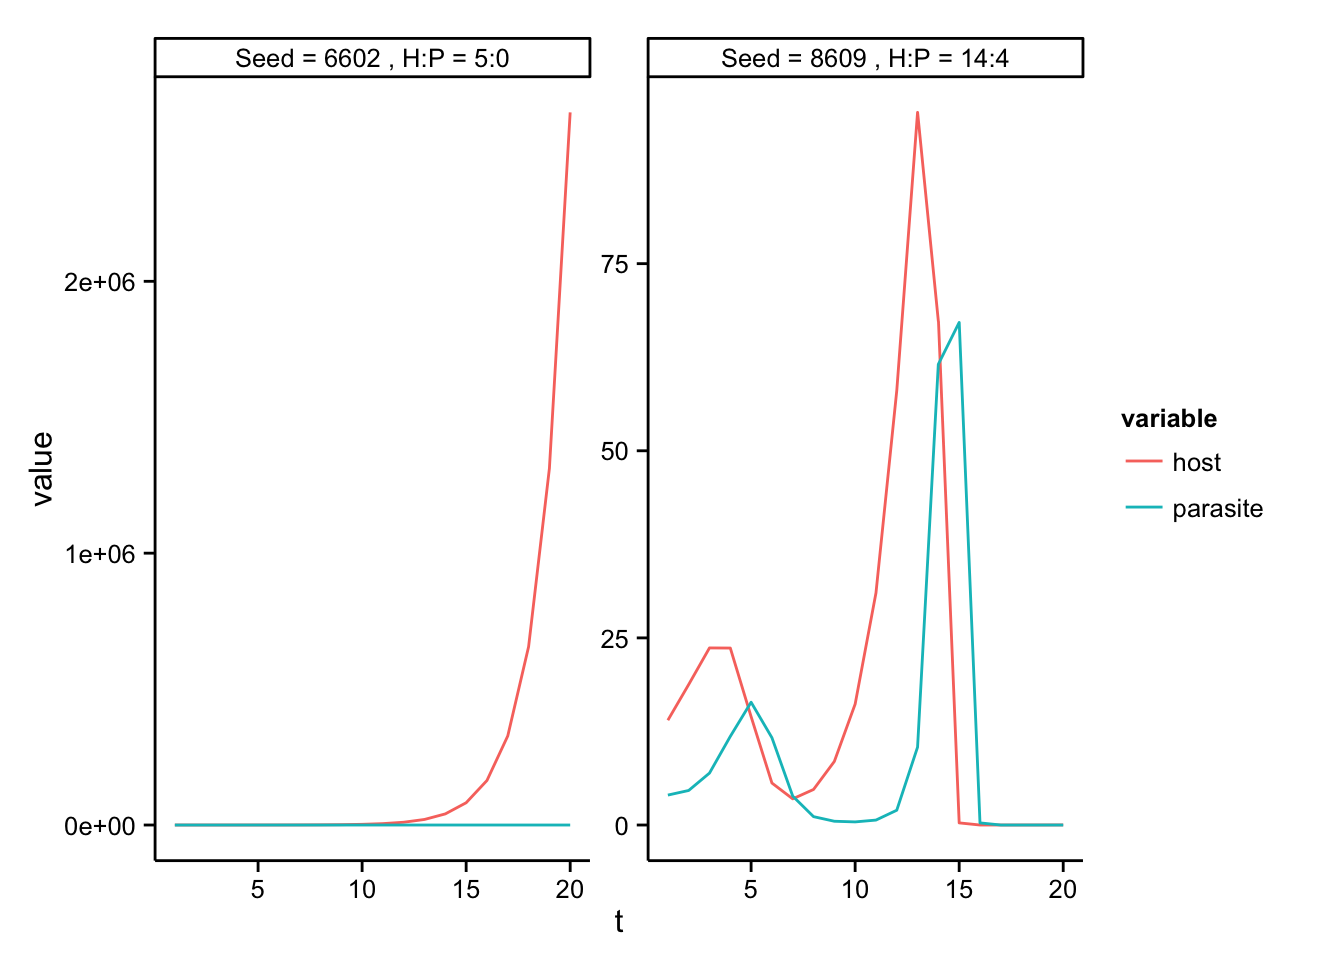 Seed = 6602 , H:P = 5:0
Seed = 8609 , H:P = 14:4
value
2e+06
1e+06
0e+00
5
10
15
20
75
50
25
0
5
10
15
20
t
variable
host
parasite